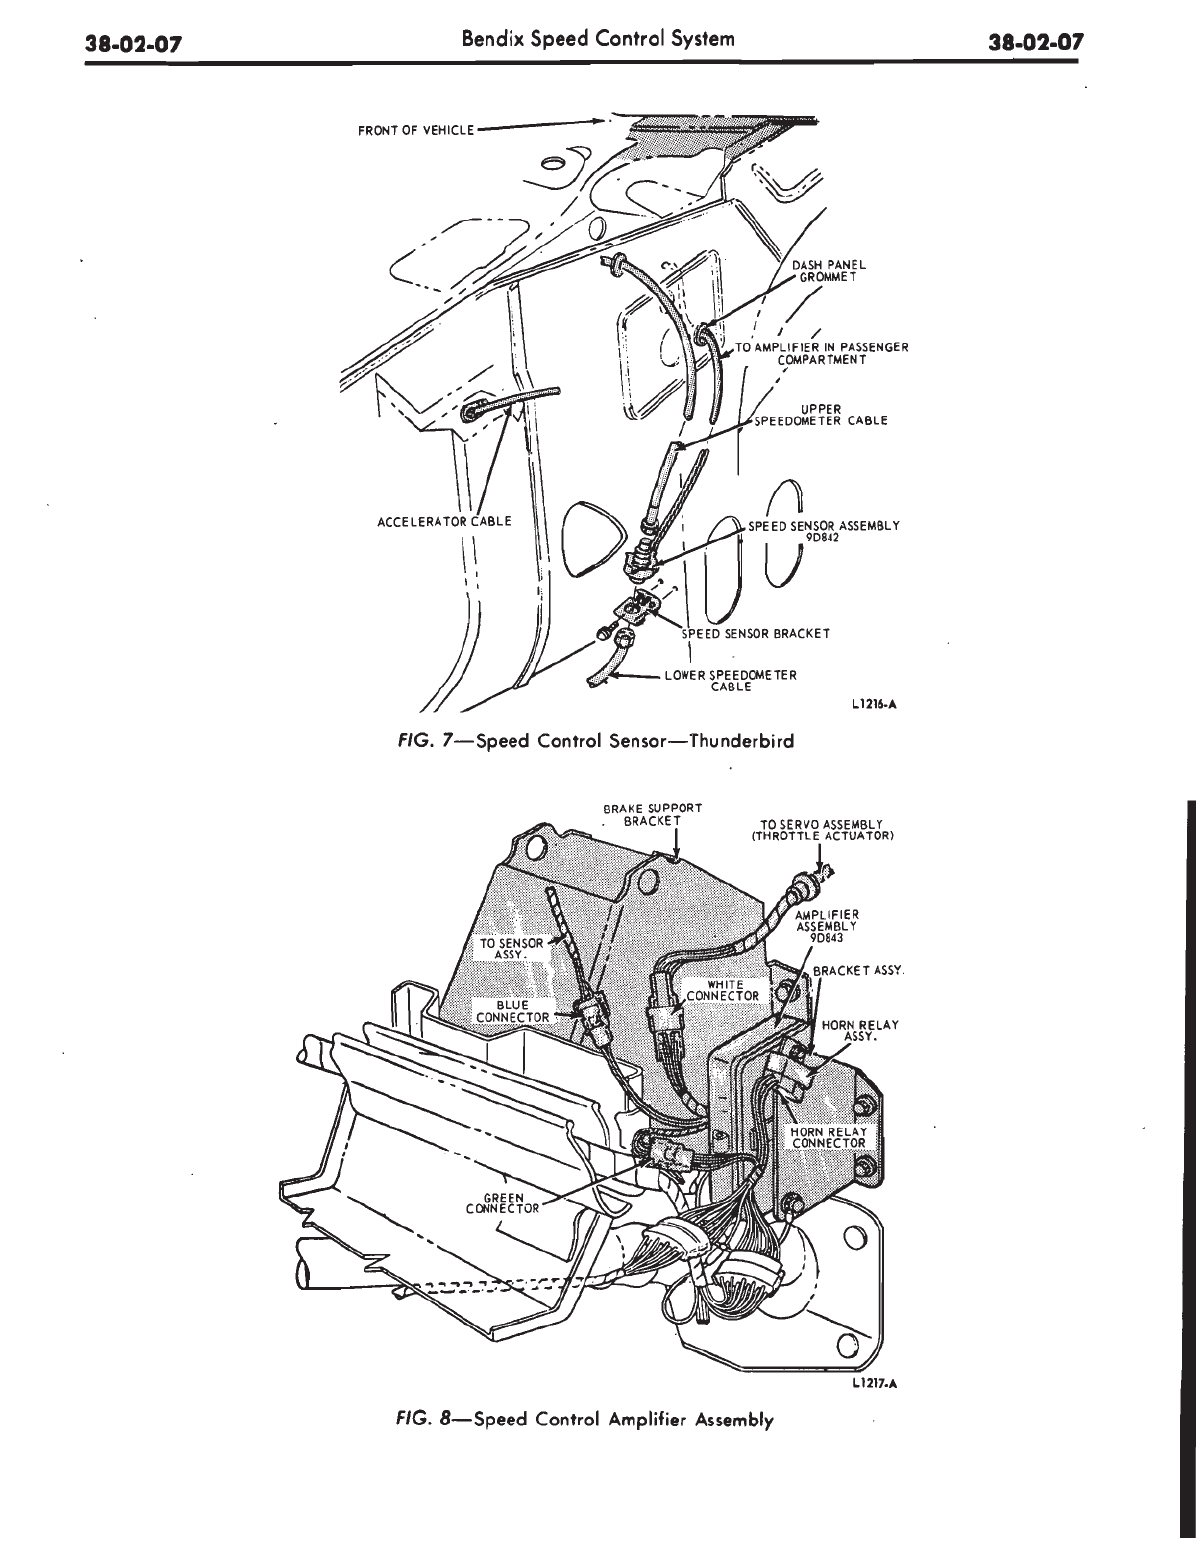 38-02-07
Bendix Speed Control System
38-02-07
FRONT OF VEHICLE
DASH PANEL
GROMMET
TO AMPLIFIER IN PASSENGER
COMPARTMENT
UPPER
SPEEDOMETER CABLE
ACCELERATOR CABLE
SPEED SENSOR ASSEMBLY
9D842
SPEED SENSOR BRACKET
LOWER SPEEDOMETER
CABLE
L1216-A
FIG. 7—Speed Control Sensor—Thunderbird
BRAKE SUPPORT
BRACKET
TO SERVO ASSEMBLY
(THROTTLE ACTUATOR)
AMPLIFIER
ASSEMBLY
9D843
TO SENSOR
ASSY.
BRACKET ASSY.
WHITE
CONNECTOR
BLUE
CONNECTOR
HORN RELAY
ASSY.
HORN RELAY
CONNECTOR
GREEN
CONNECTOR
L1217-A
FIG. 8—Speed Control Amplifier Assembly